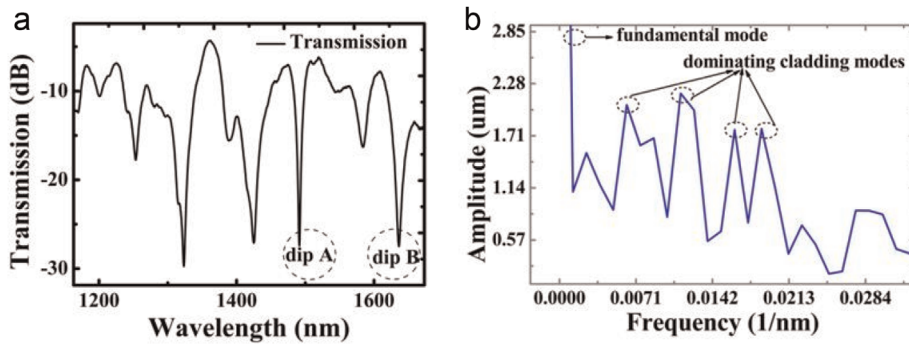 a
Transmission
Transmission (dB)
-10
-20
-30
dip A
dip B
1200
1400
1600
Wavelength (nm)
b
fundamental mode
dominating cladding modes
Amplitude (um)
2.85
2.28
1.71
1.14
0.57
0.0000
0.0071
0.0142
0.0213
0.0284
Frequency (1/nm)